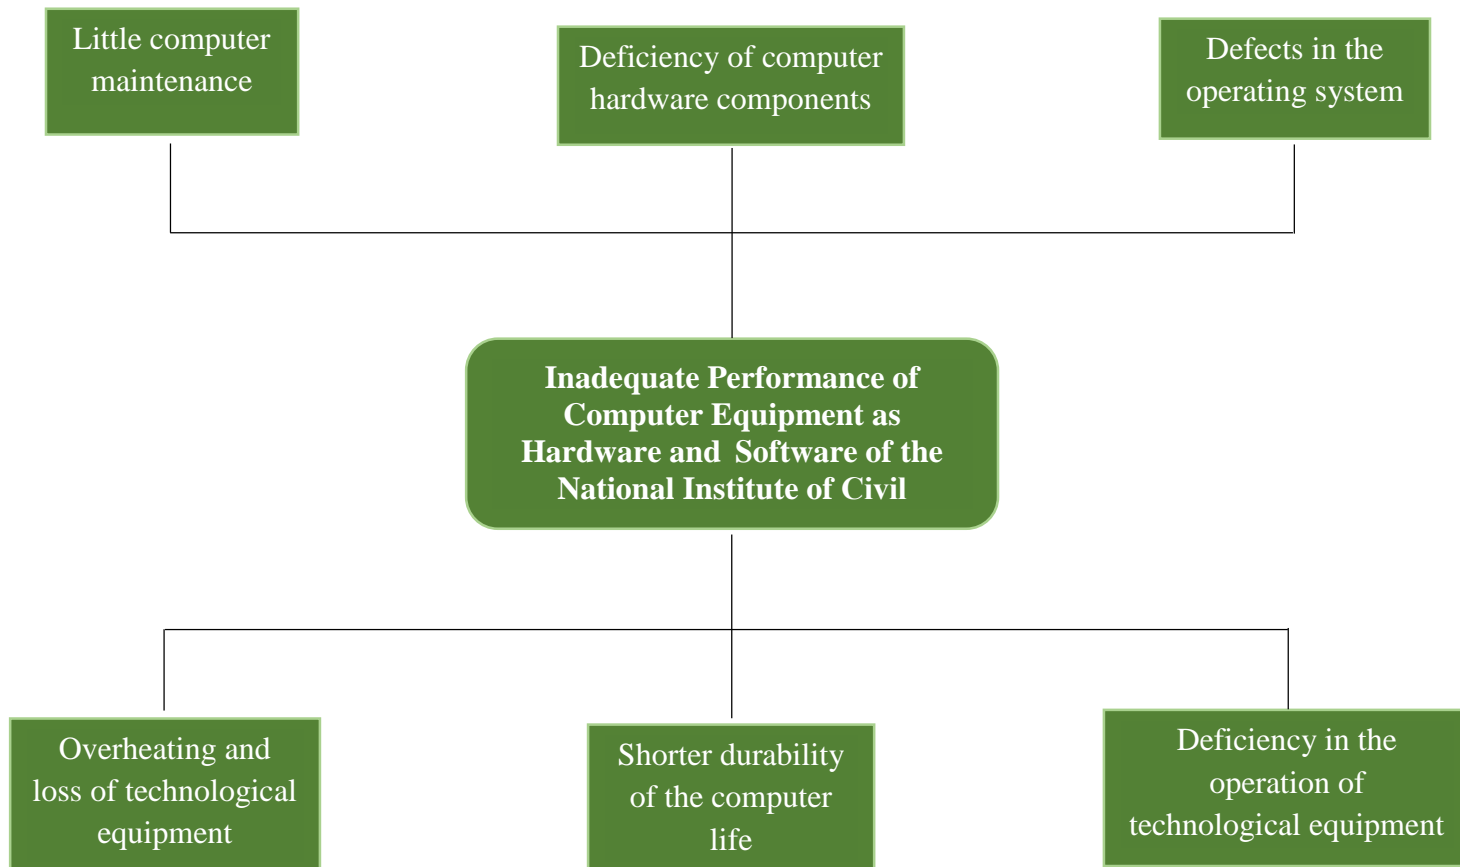 Little computer
maintenance
Deficiency of computer
hardware components
Defects in the
operating system
Inadequate Performance of
Computer Equipment as
Hardware and Software of the
National Institute of Civil
Overheating and
loss of technological
equipment
Shorter durability
of the computer
life
Deficiency in the
operation of
technological equipment